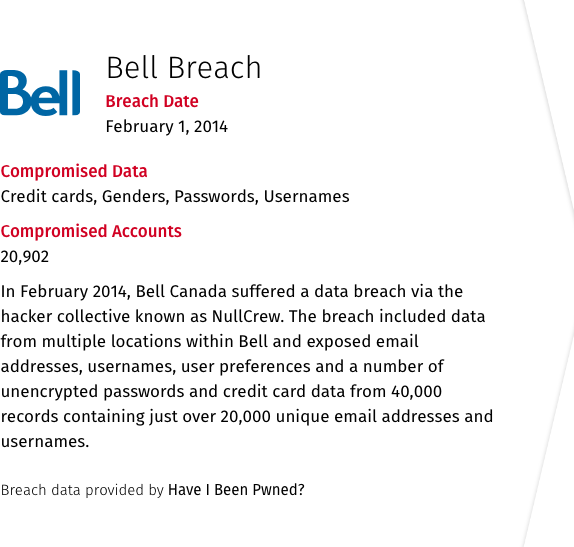 Bell
Bell Breach
Breach Date
February 1, 2014
Compromised Data
Credit cards, Genders, Passwords, Usernames
Compromised Accounts
20,902
In February 2014, Bell Canada suffered a data breach via the
hacker collective known as NullCrew. The breach included data
from multiple locations within Bell and exposed email
addresses, usernames, user preferences and a number of
unencrypted passwords and credit card data from 40,000
records containing just over 20,000 unique email addresses and
usernames.
Breach data provided by Have I Been Pwned?